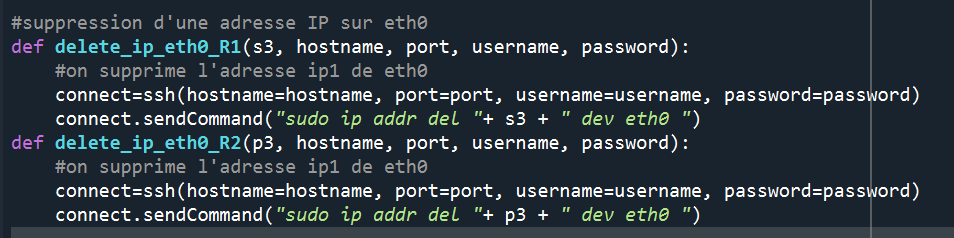 #suppression d'une adresse IP sur eth0
def delete_ip_eth0_R1(s3, hostname, port, username, password):
    #on supprime l'adresse ip1 de eth0
    connect=ssh(hostname=hostname, port=port, username=username, password=password)
    connect.sendCommand("sudo ip addr del "+ s3 + " dev eth0 ")
def delete_ip_eth0_R2(p3, hostname, port, username, password):
    #on supprime l'adresse ip1 de eth0
    connect=ssh(hostname=hostname, port=port, username=username, password=password)
    connect.sendCommand("sudo ip addr del "+ p3 + " dev eth0 ")